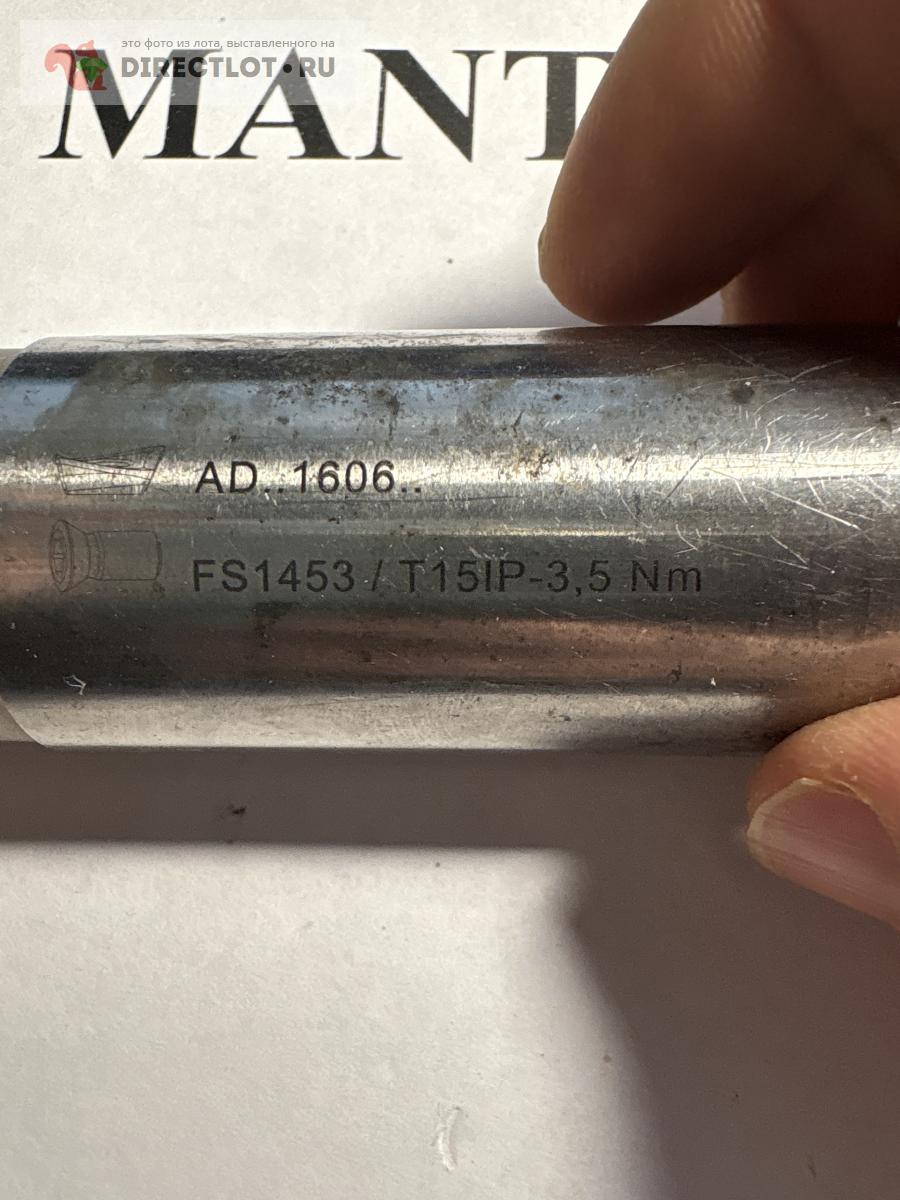 это фото из лота, выставленного на
DIRECTLOT.RU
MANT
AD..1606..
FS1453 / T15IP-3,5 Nm